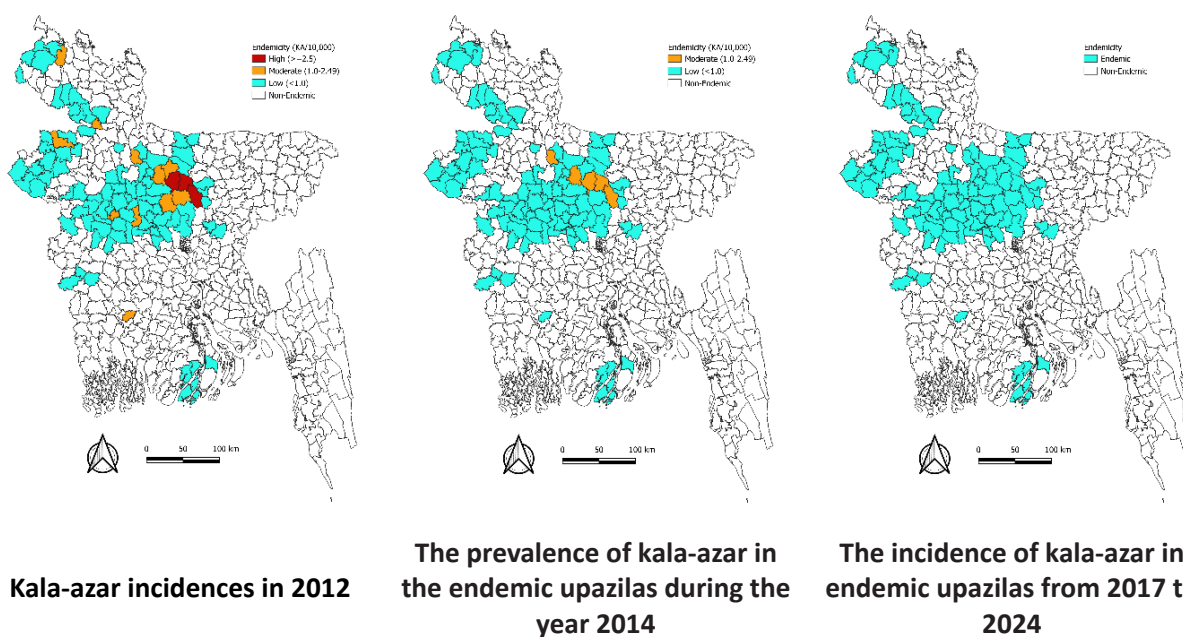 Endemicity (KA/10,000)
High (>=2.5)
Moderate (1.0-2.49)
Low (<1.0)
Non-Endemic
0 50 100 km
Endemicity (KA/10,000)
Moderate (1.0-2.49)
Low (<1.0)
Non-Endemic
0 50 100 km
Endemicity
Endemic
Non-Endemic
0 50 100 km
Kala-azar incidences in 2012
The prevalence of kala-azar in
the endemic upazilas during the
year 2014
The incidence of kala-azar in
endemic upazilas from 2017 t
2024